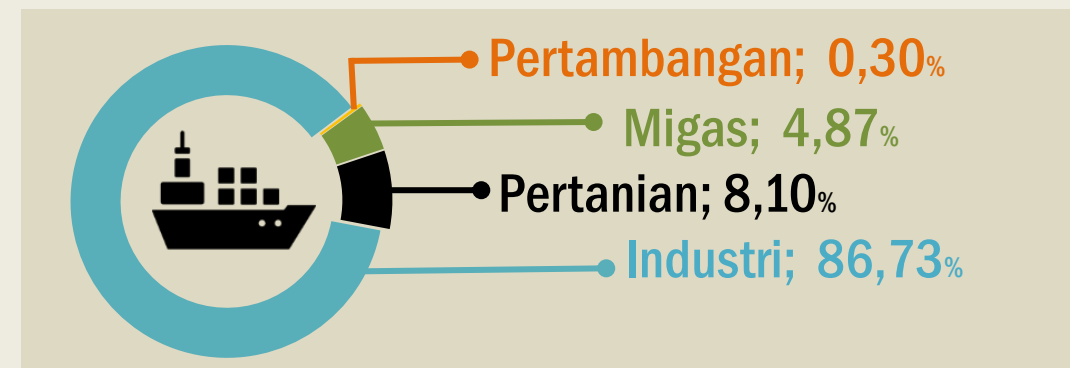 Pertambangan; 0,30%
Migas; 4,87%
Pertanian; 8,10%
Industri; 86,73%